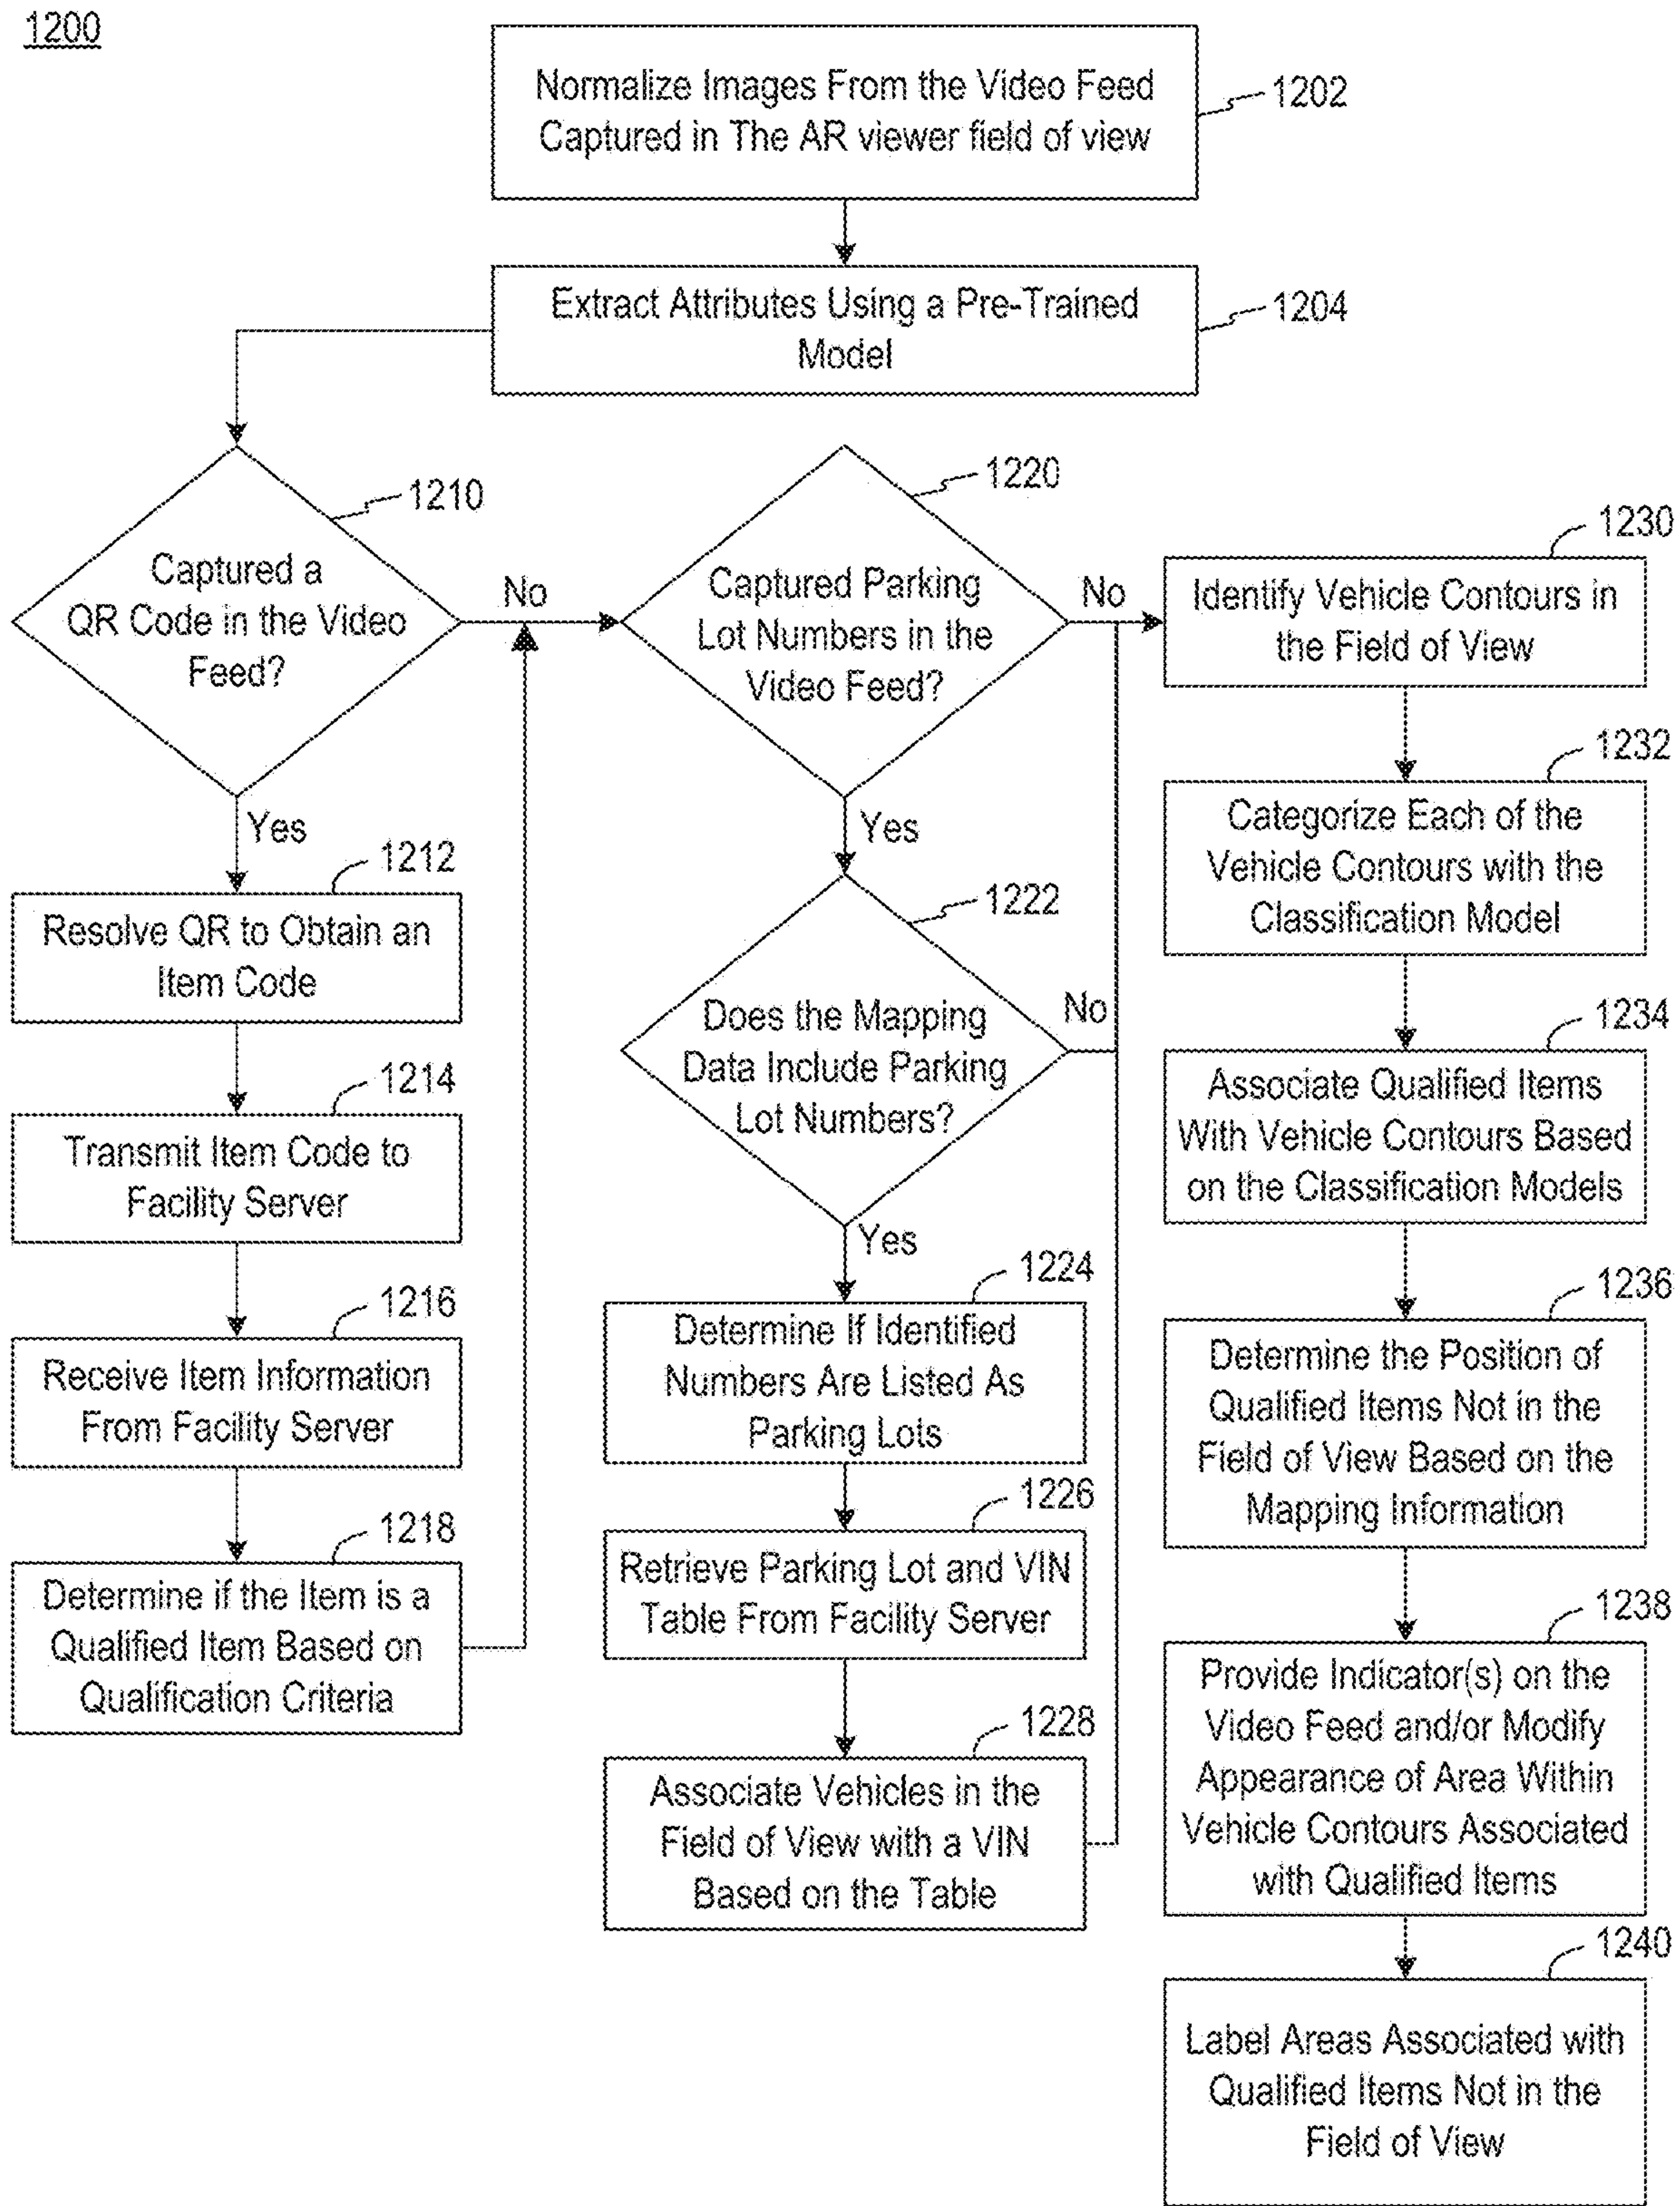 1200
Normalize Images From the Video Feed
Captured in The AR viewer field of view
1202
Extract Attributes Using a Pre-Trained
Model
1204
1210
Captured a
QR Code in the Video
Feed?
No
Yes
1212
Resolve QR to Obtain an
Item Code
1214
Transmit Item Code to
Facility Server
1216
Receive Item Information
From Facility Server
1218
Determine if the Item is a
Qualified Item Based on
Qualification Criteria
1220
Captured Parking
Lot Numbers in the
Video Feed?
No
Yes
1222
Does the Mapping
Data Include Parking
Lot Numbers?
No
Yes
1224
Determine If Identified
Numbers Are Listed As
Parking Lots
1226
Retrieve Parking Lot and VIN
Table From Facility Server
1228
Associate Vehicles in the
Field of View with a VIN
Based on the Table
1230
Identify Vehicle Contours in
the Field of View
1232
Categorize Each of the
Vehicle Contours with the
Classification Model
1234
Associate Qualified Items
With Vehicle Contours Based
on the Classification Models
1236
Determine the Position of
Qualified Items Not in the
Field of View Based on the
Mapping Information
1238
Provide Indicator(s) on the
Video Feed and/or Modify
Appearance of Area Within
Vehicle Contours Associated
with Qualified Items
1240
Label Areas Associated with
Qualified Items Not in the
Field of View